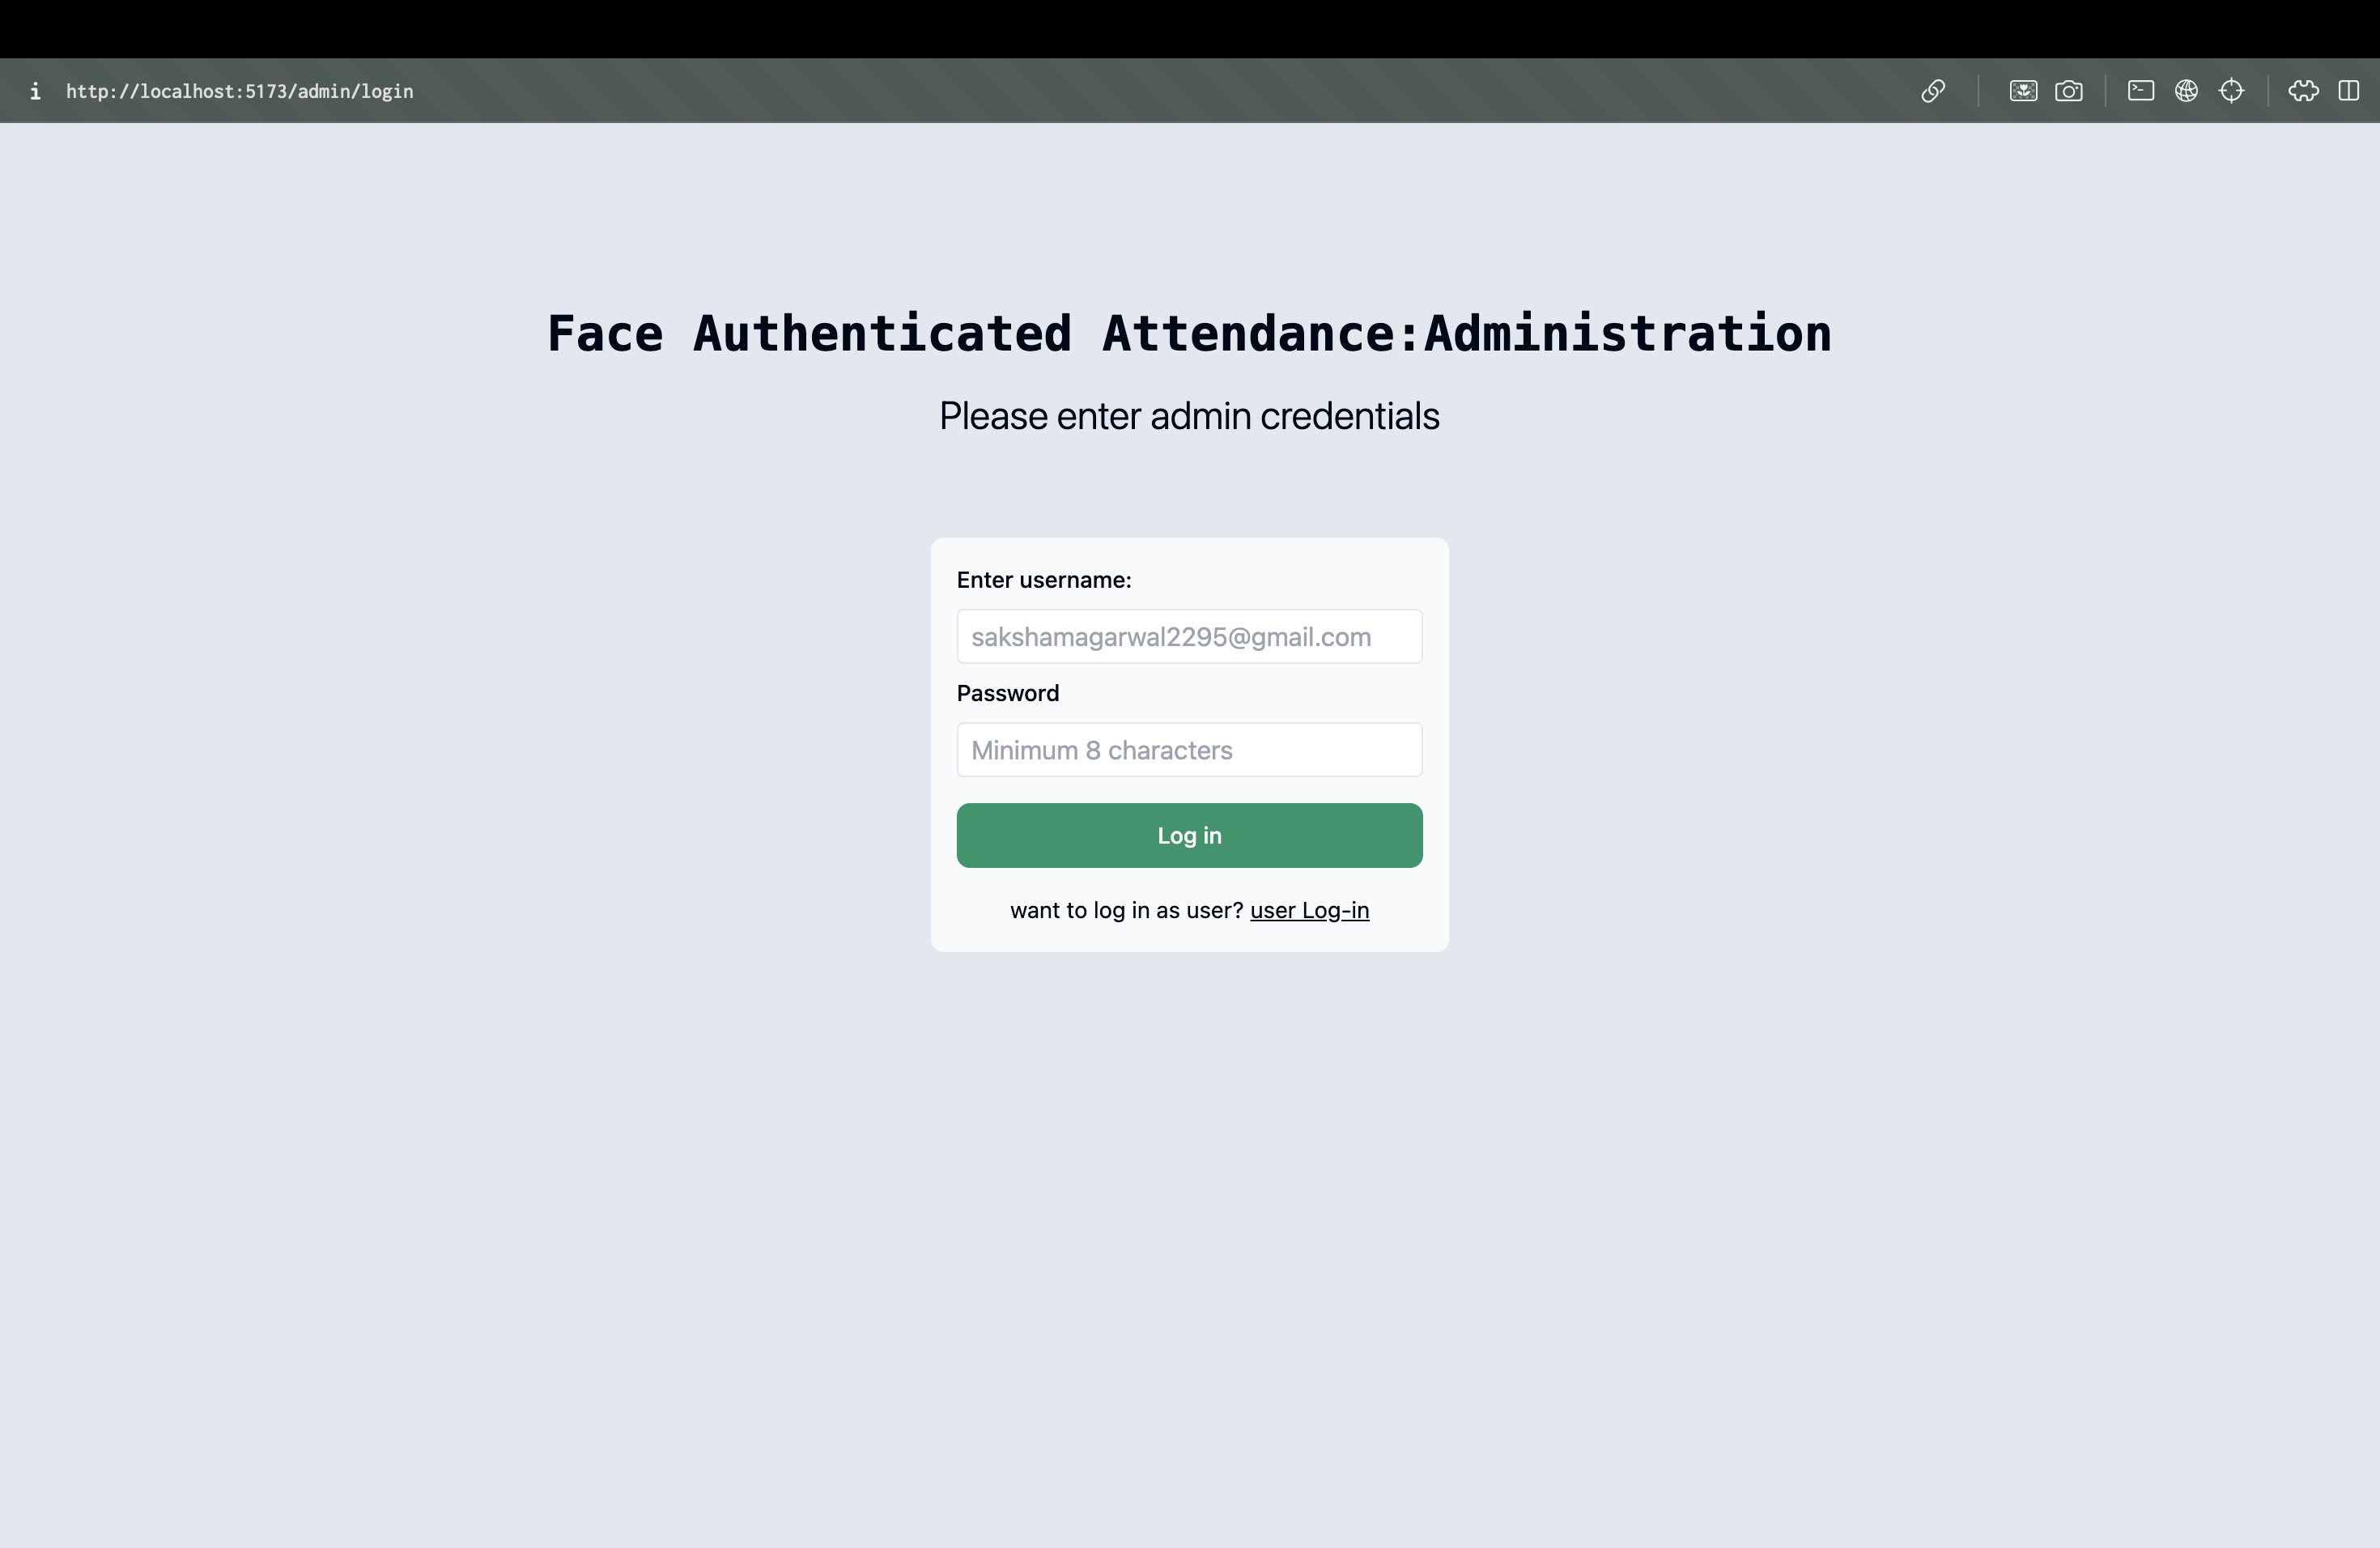 i http://localhost:5173/admin/login
Face Authenticated Attendance:Administration
Please enter admin credentials
Enter username:
sakshamagarwal2295@gmail.com
Password
Minimum 8 characters
Log in
want to log in as user? user Log-in